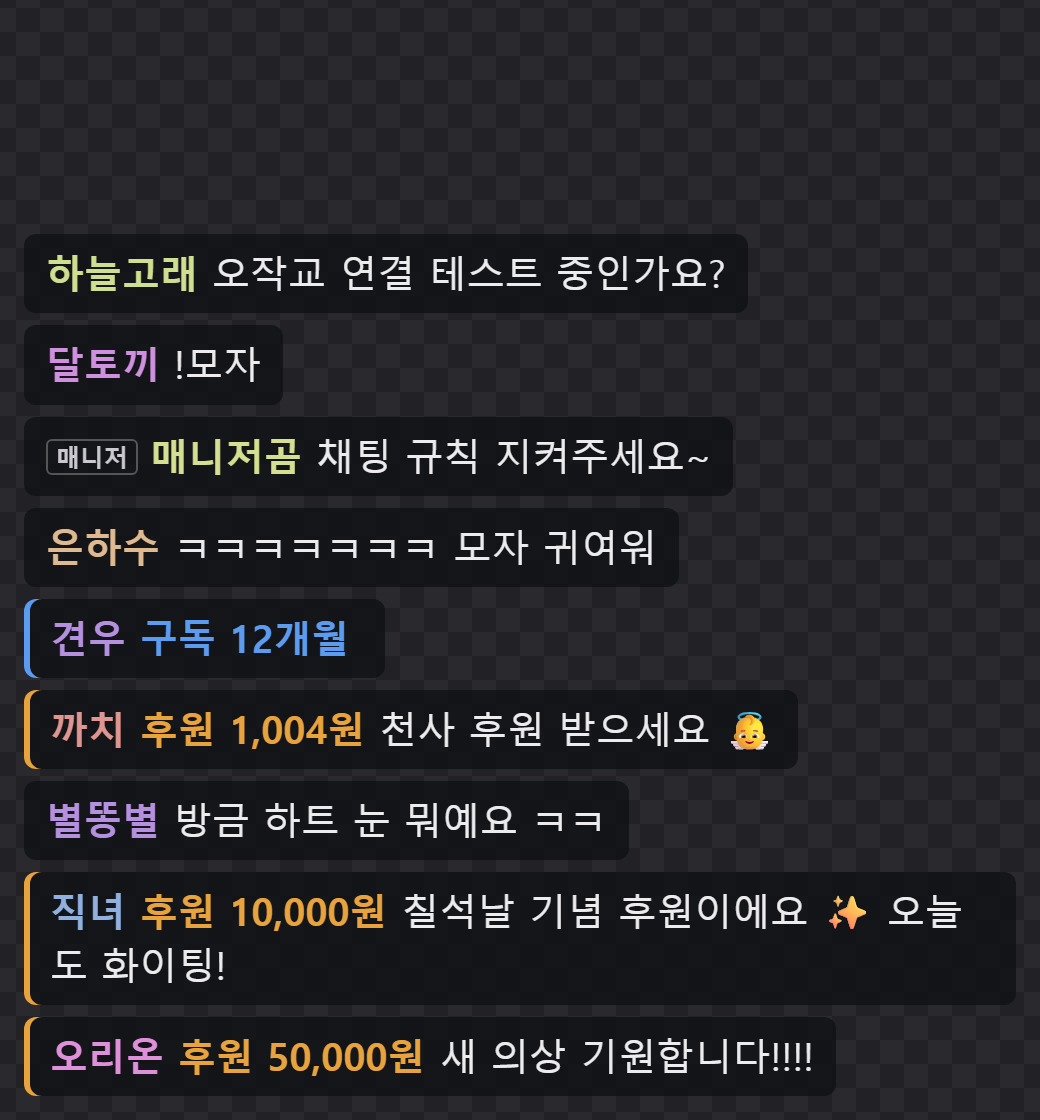 하늘고래 오작교 연결 테스트 중인가요?
달토끼 !모자
매니저 매니저곰 채팅 규칙 지켜주세요~
은하수 ㅋㅋㅋㅋㅋㅋㅋ 모자 귀여워
견우 구독 12개월
까치 후원 1,004원 천사 후원 받으세요 👼
별똥별 방금 하트 눈 뭐예요 ㅋㅋ
직녀 후원 10,000원 칠석날 기념 후원이에요 ✨ 오늘
도 화이팅!
오리온 후원 50,000원 새 의상 기원합니다!!!!